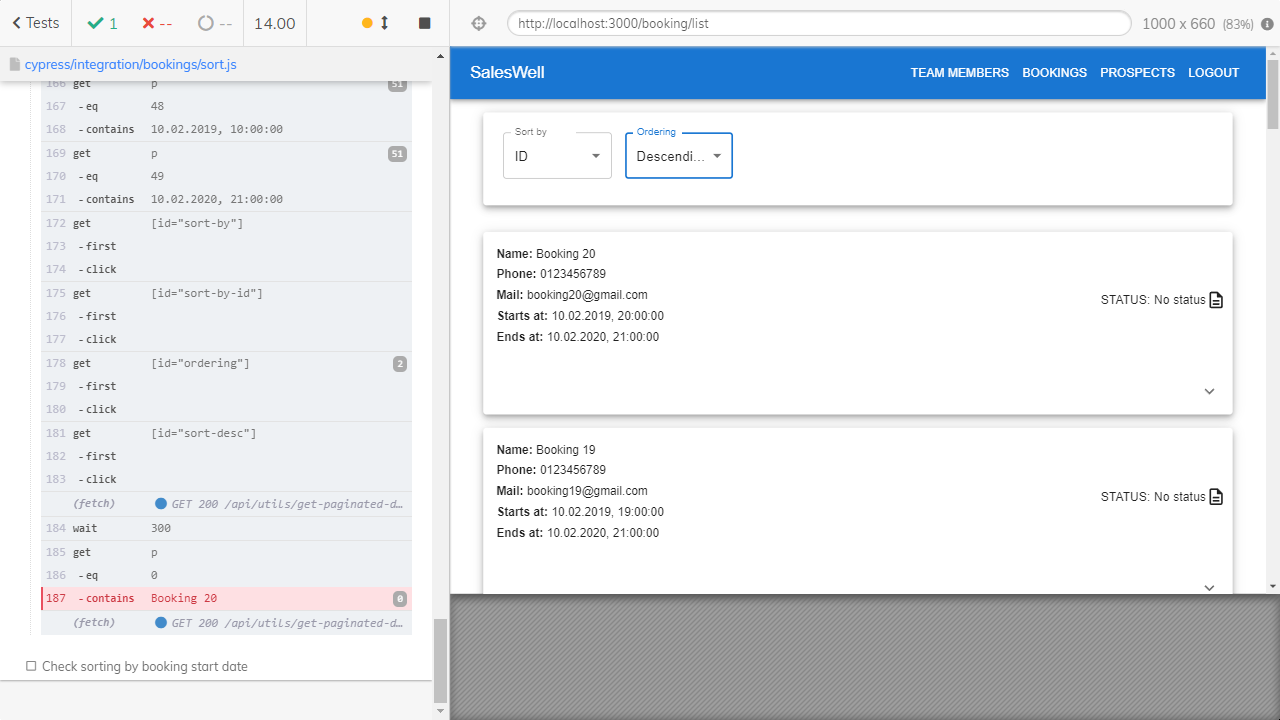 Tests
1
--
--
14.00
http://localhost:3000/booking/list
1000 x 660 (83%)
cypress/integration/bookings/sort.js
166 get p 51
167 - eq 48
168 - contains 10.02.2019, 10:00:00
169 get p 51
170 - eq 49
171 - contains 10.02.2020, 21:00:00
172 get [id="sort-by"]
173 - first
174 - click
175 get [id="sort-by-id"]
176 - first
177 - click
178 get [id="ordering"] 2
179 - first
180 - click
181 get [id="sort-desc"]
182 - first
183 - click
(fetch) GET 200 /api/utils/get-paginated-d…
184 wait 300
185 get p
186 - eq 0
187 - contains Booking 20 0
(fetch) GET 200 /api/utils/get-paginated-d…
Check sorting by booking start date
SalesWell
TEAM MEMBERS BOOKINGS PROSPECTS LOGOUT
Sort by
ID
Ordering
Descendi...
Name: Booking 20
Phone: 0123456789
Mail: booking20@gmail.com
Starts at: 10.02.2019, 20:00:00
Ends at: 10.02.2020, 21:00:00
STATUS: No status
Name: Booking 19
Phone: 0123456789
Mail: booking19@gmail.com
Starts at: 10.02.2019, 19:00:00
Ends at: 10.02.2020, 21:00:00
STATUS: No status